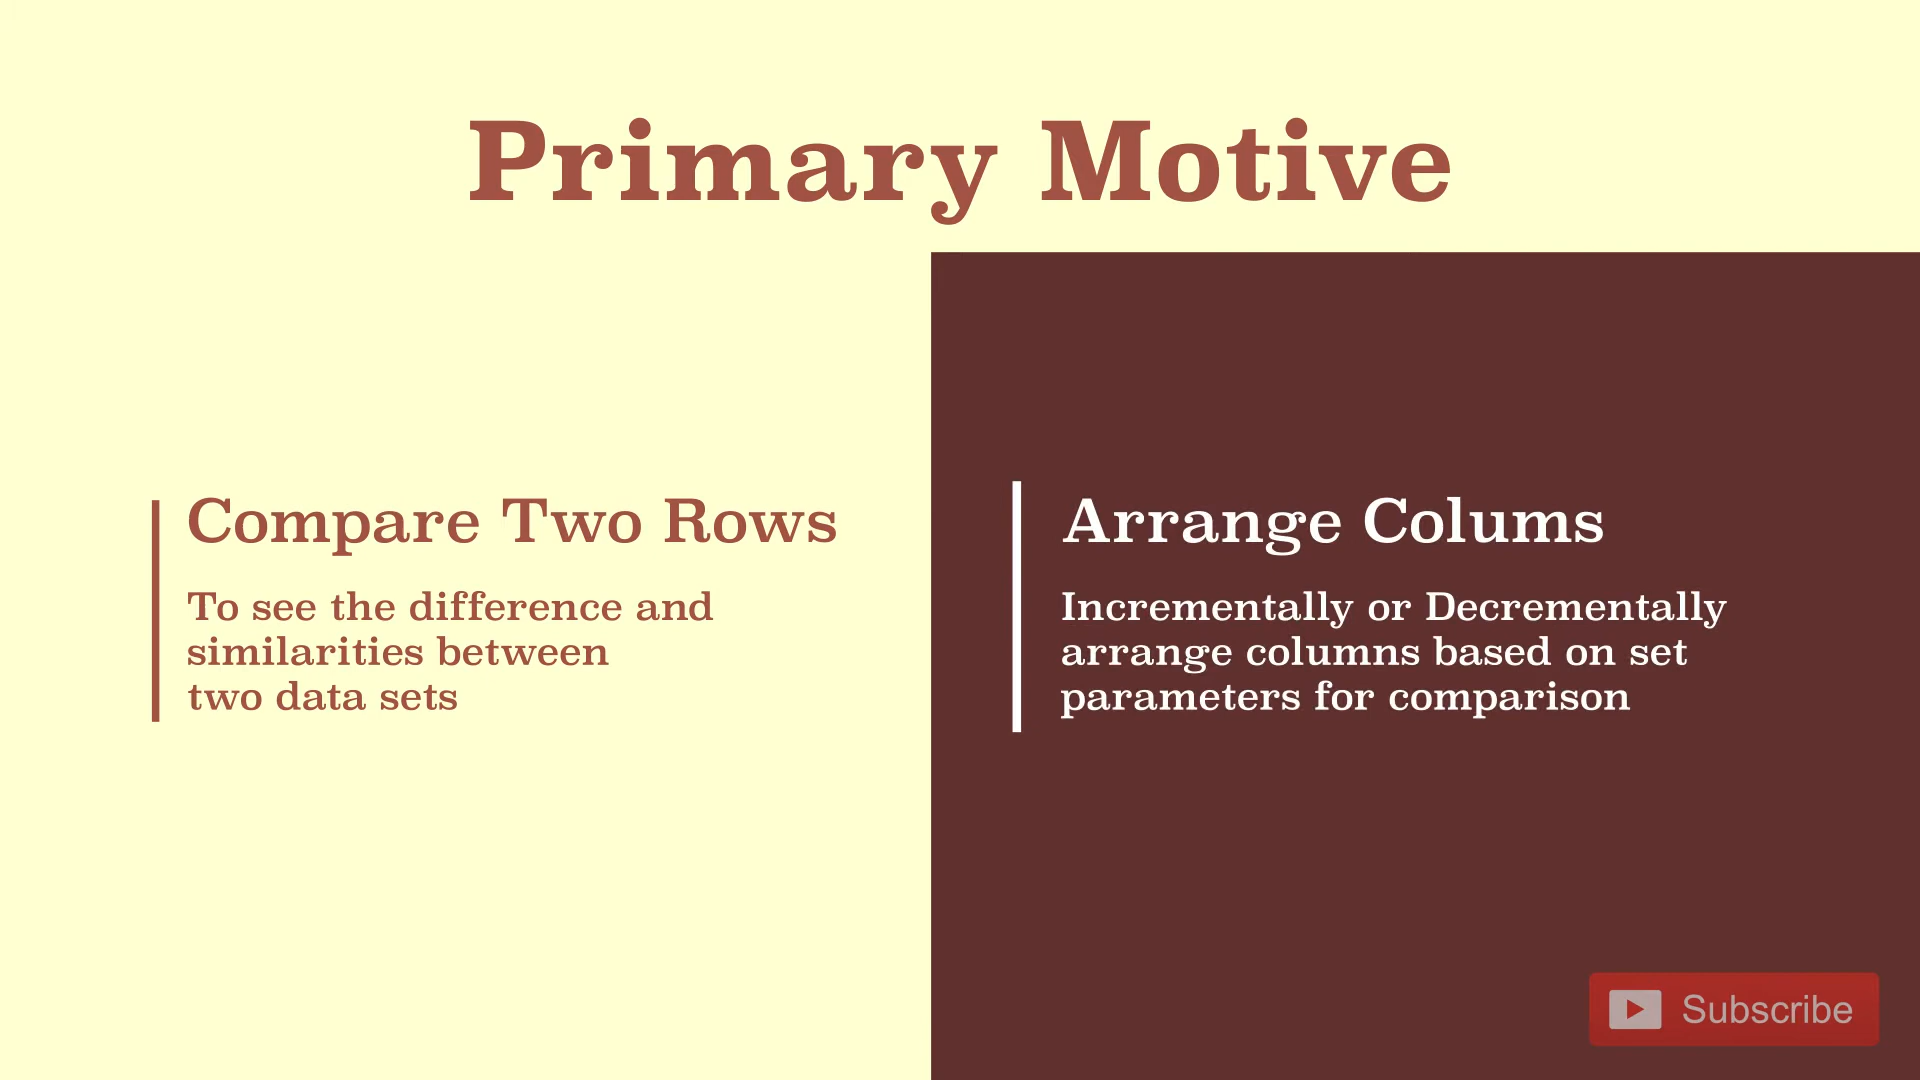 Primary Motive
Compare Two Rows
To see the difference and
similarities between
two data sets
Arrange Colums
Incrementally or Decrementally
arrange columns based on set
parameters for comparison
Subscribe